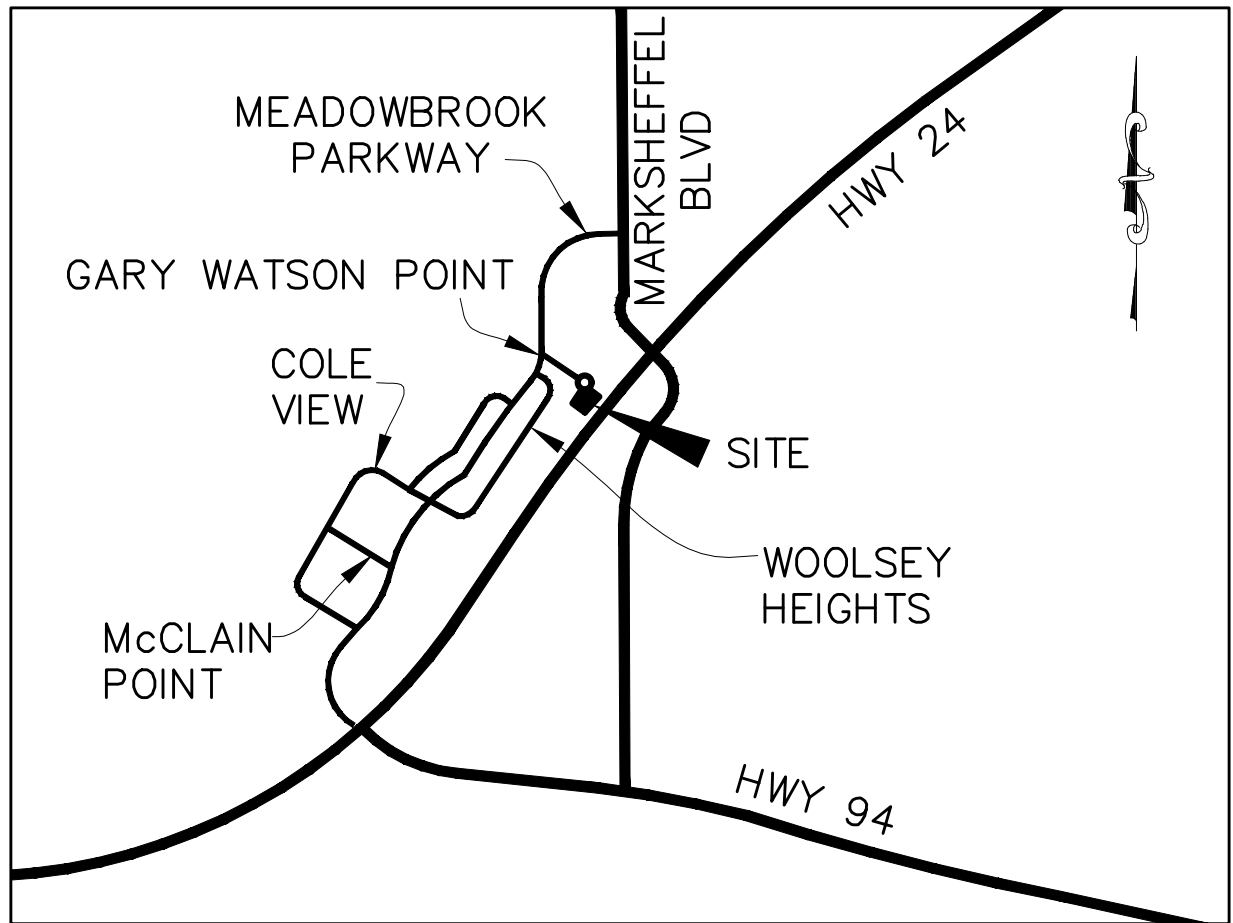 MEADOWBROOK
PARKWAY
MARKSHEFFEL
BLVD
HWY 24
GARY WATSON POINT
COLE
VIEW
SITE
WOOLSEY
HEIGHTS
McCLAIN
POINT
HWY 94